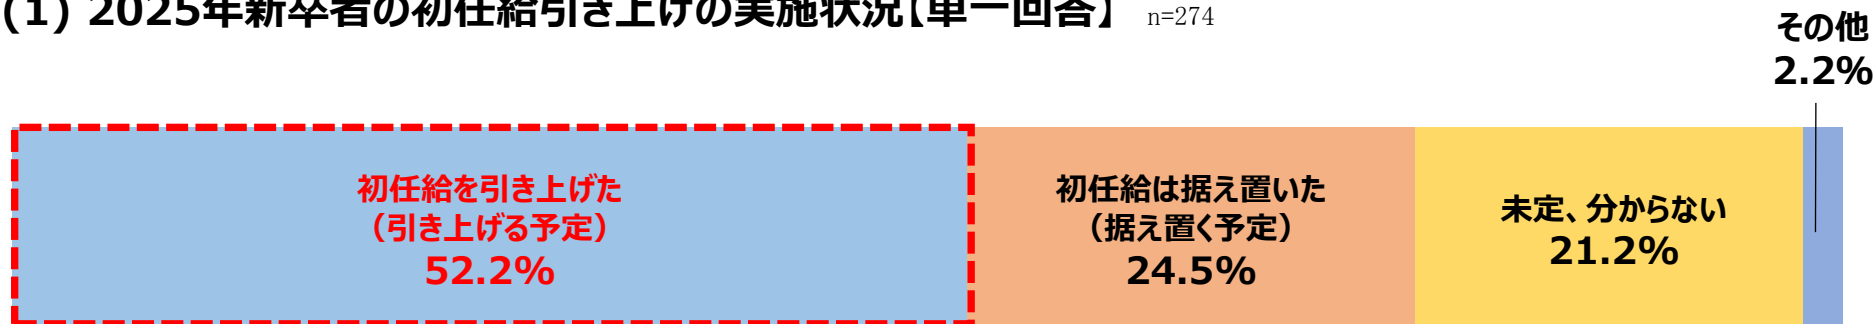 (1) 2025年新卒者の初任給引き上げの実施状況【単一回答】 n=274
その他
2.2%
初任給を引き上げた
（引き上げる予定）
52.2%
初任給は据え置いた
（据え置く予定）
24.5%
未定、分からない
21.2%